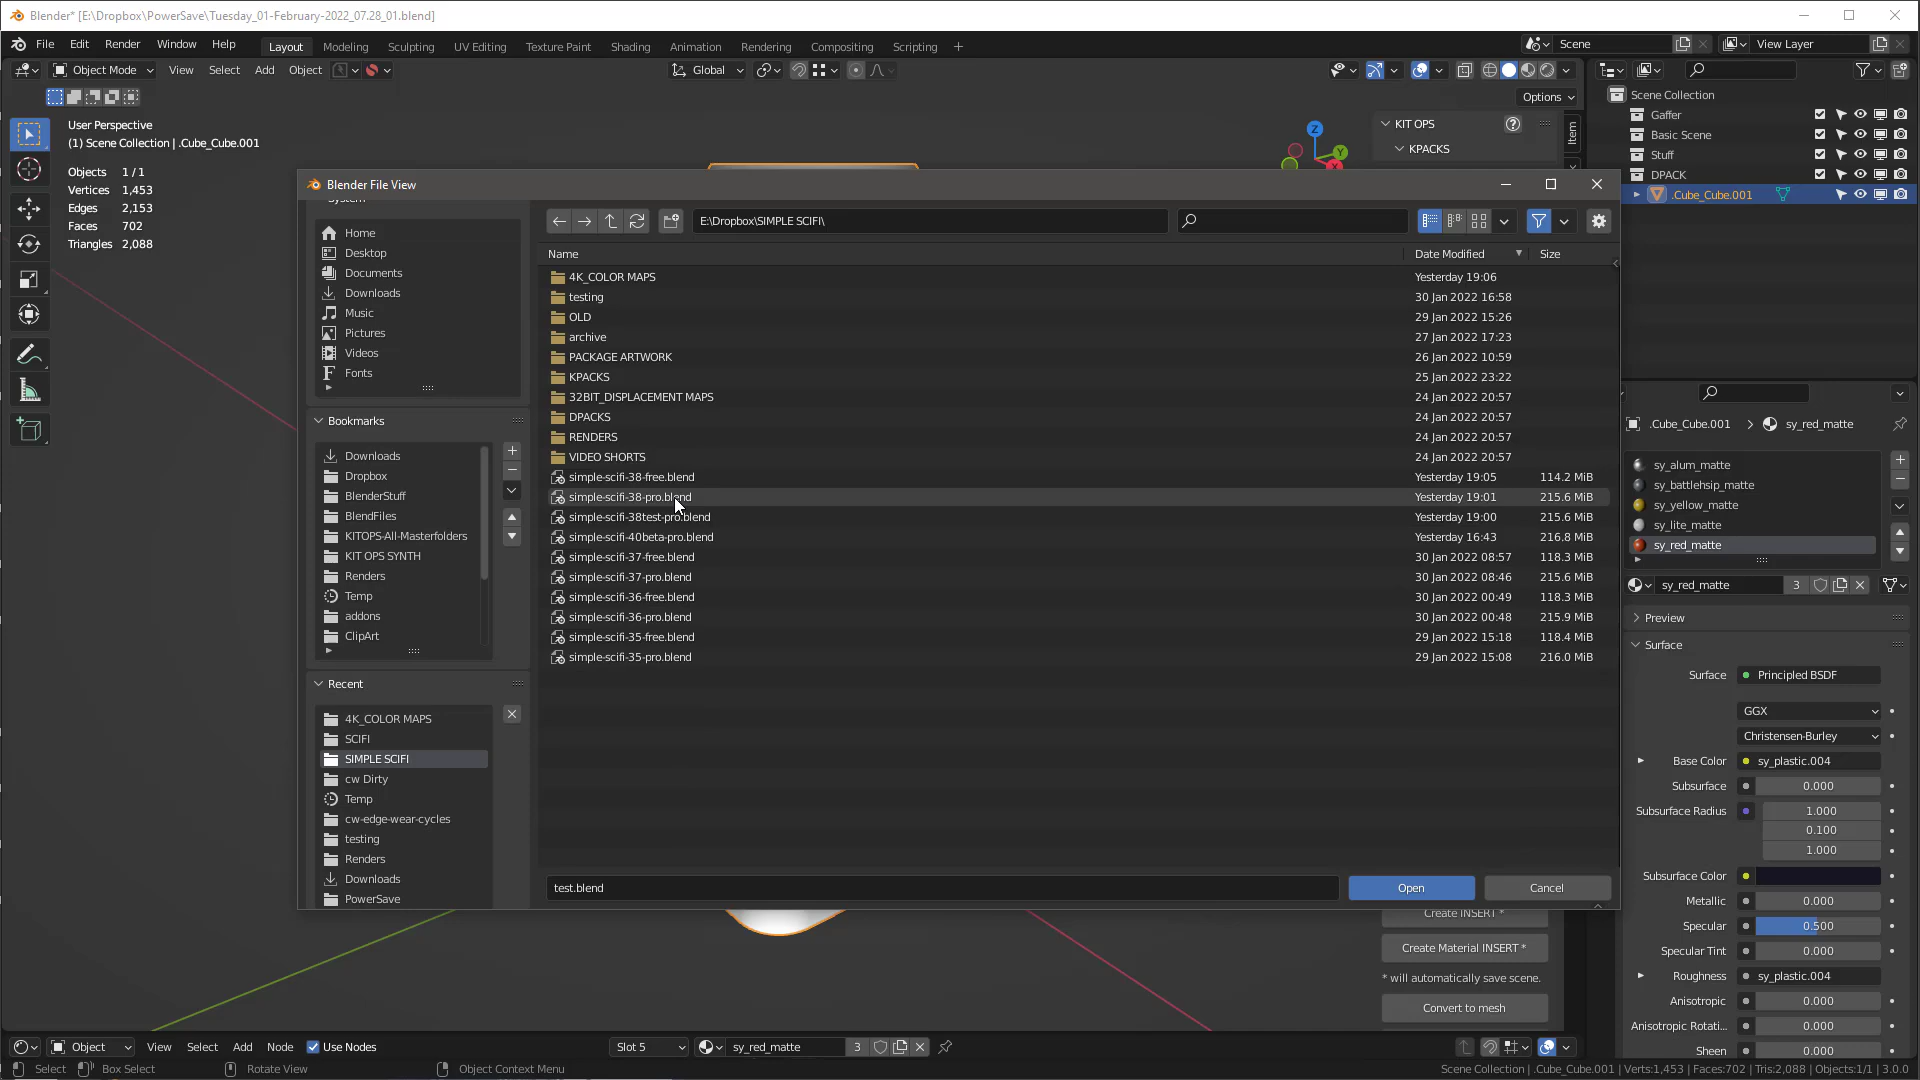 Blender* [E:\Dropbox\PowerSave\Tuesday_01-February-2022_07.28_01.blend]
File Edit Render Window Help Layout Modeling Sculpting UV Editing Texture Paint Shading Animation Rendering Compositing Scripting + Scene View Layer
Object Mode View Select Add Object Global
Options
User Perspective
(1) Scene Collection | .Cube_Cube.001
Objects 1 / 1
Vertices 1,453
Edges 2,153
Faces 702
Triangles 2,088
Z
Y
KIT OPS
KPACKS
Item
Scene Collection
Gaffer
Basic Scene
Stuff
DPACK
.Cube_Cube.001
Blender File View
System
Home
Desktop
Documents
Downloads
Music
Pictures
Videos
Fonts
Bookmarks
Downloads
Dropbox
BlenderStuff
BlendFiles
KITOPS-All-Masterfolders
KIT OPS SYNTH
Renders
Temp
addons
ClipArt
Recent
4K_COLOR MAPS
SCIFI
SIMPLE SCIFI
cw Dirty
Temp
cw-edge-wear-cycles
testing
Renders
Downloads
PowerSave
E:\Dropbox\SIMPLE SCIFI\
Name Date Modified Size
4K_COLOR MAPS Yesterday 19:06
testing 30 Jan 2022 16:58
OLD 29 Jan 2022 15:26
archive 27 Jan 2022 17:23
PACKAGE ARTWORK 26 Jan 2022 10:59
KPACKS 25 Jan 2022 23:22
32BIT_DISPLACEMENT MAPS 24 Jan 2022 20:57
DPACKS 24 Jan 2022 20:57
RENDERS 24 Jan 2022 20:57
VIDEO SHORTS 24 Jan 2022 20:57
simple-scifi-38-free.blend Yesterday 19:05 114.2 MiB
simple-scifi-38-pro.blend Yesterday 19:01 215.6 MiB
simple-scifi-38test-pro.blend Yesterday 19:00 215.6 MiB
simple-scifi-40beta-pro.blend Yesterday 16:43 216.8 MiB
simple-scifi-37-free.blend 30 Jan 2022 08:57 118.3 MiB
simple-scifi-37-pro.blend 30 Jan 2022 08:46 215.6 MiB
simple-scifi-36-free.blend 30 Jan 2022 00:49 118.3 MiB
simple-scifi-36-pro.blend 30 Jan 2022 00:48 215.9 MiB
simple-scifi-35-free.blend 29 Jan 2022 15:18 118.4 MiB
simple-scifi-35-pro.blend 29 Jan 2022 15:08 216.0 MiB
test.blend Open Cancel
Create INSERT *
Create Material INSERT *
* will automatically save scene.
Convert to mesh
.Cube_Cube.001 > sy_red_matte
sy_alum_matte
sy_battlehsip_matte
sy_yellow_matte
sy_lite_matte
sy_red_matte
sy_red_matte 3
Preview
Surface
Surface Principled BSDF
GGX
Christensen-Burley
Base Color sy_plastic.004
Subsurface 0.000
Subsurface Radius 1.000
0.100
1.000
Subsurface Color
Metallic 0.000
Specular 0.500
Specular Tint 0.000
Roughness sy_plastic.004
Anisotropic 0.000
Anisotropic Rotati... 0.000
Sheen 0.000
Object View Select Add Node Use Nodes Slot 5 sy_red_matte 3
Select Box Select Rotate View Object Context Menu Scene Collection | .Cube_Cube.001 | Verts:1,453 | Faces:702 | Tris:2,088 | Objects:1/1 | 3.0.0